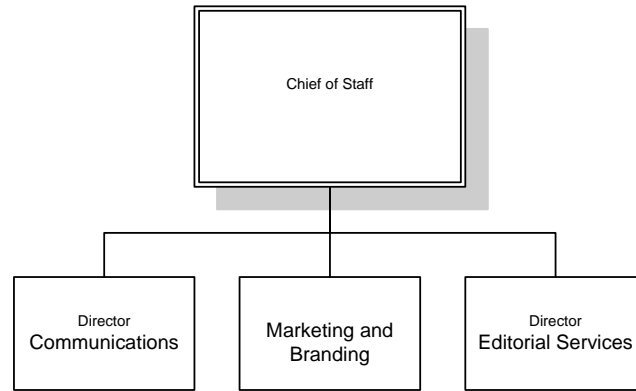 Chief of Staff
Director
Communications
Marketing and
Branding
Director
Editorial Services